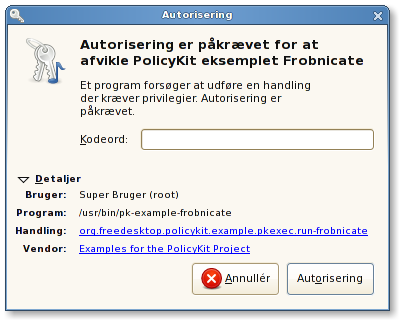 Autorisering
Autorisering er påkrævet for at
afvikle PolicyKit eksemplet Frobnicate
Et program forsøger at udføre en handling
der kræver privilegier. Autorisering er
påkrævet.
Kodeord:
Detaljer
Bruger: Super Bruger (root)
Program: /usr/bin/pk-example-frobnicate
Handling: org.freedesktop.policykit.example.pkexec.run-frobnicate
Vendor: Examples for the PolicyKit Project
Annullér Autorisering